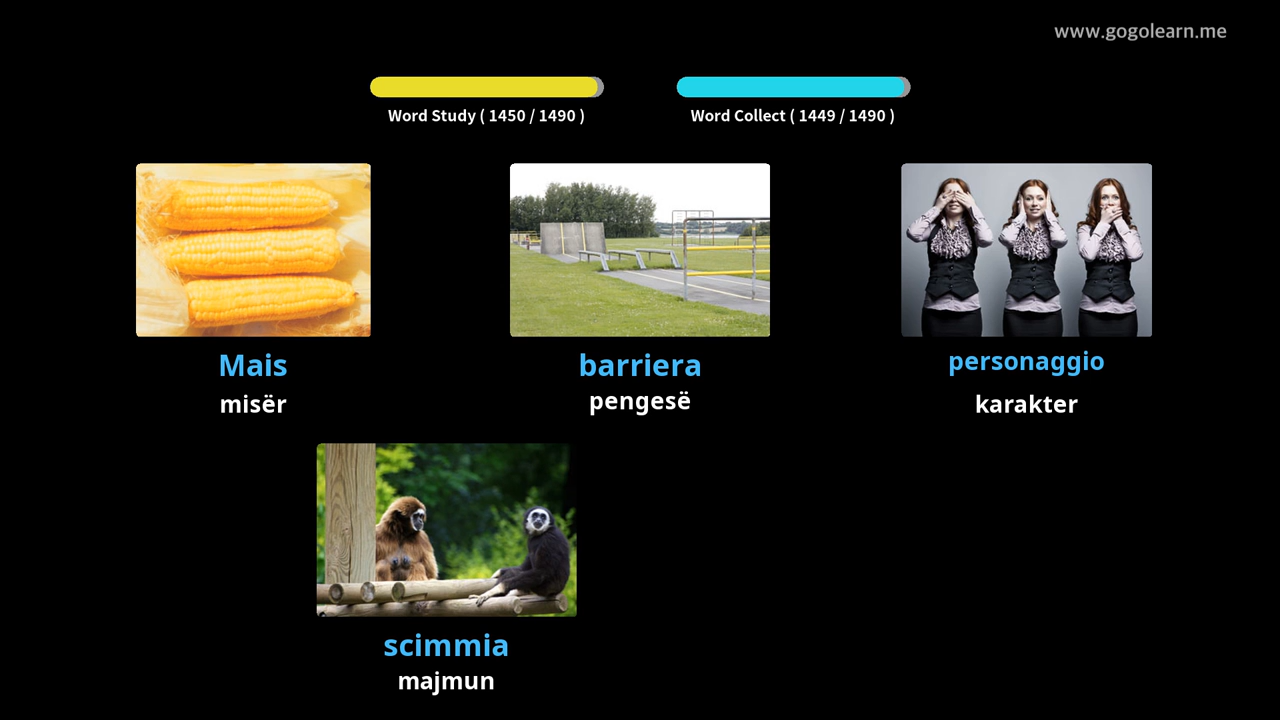 www.gogolearn.me
Word Study ( 1450 / 1490 )
Word Collect ( 1449 / 1490 )
Mais
misër
barriera
pengesë
personaggio
karakter
scimmia
majmun